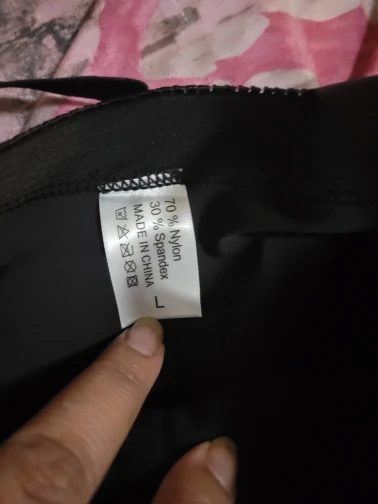 70 % Nylon
30 % Spandex
MADE IN CHINA
L